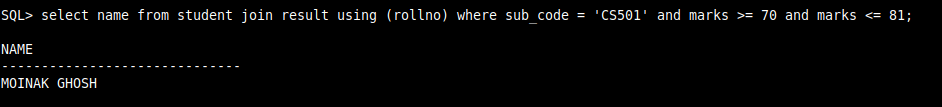 SQL> select name from student join result using (rollno) where sub_code = 'CS501' and marks >= 70 and marks <= 81;
NAME
------------------------------
MOINAK GHOSH